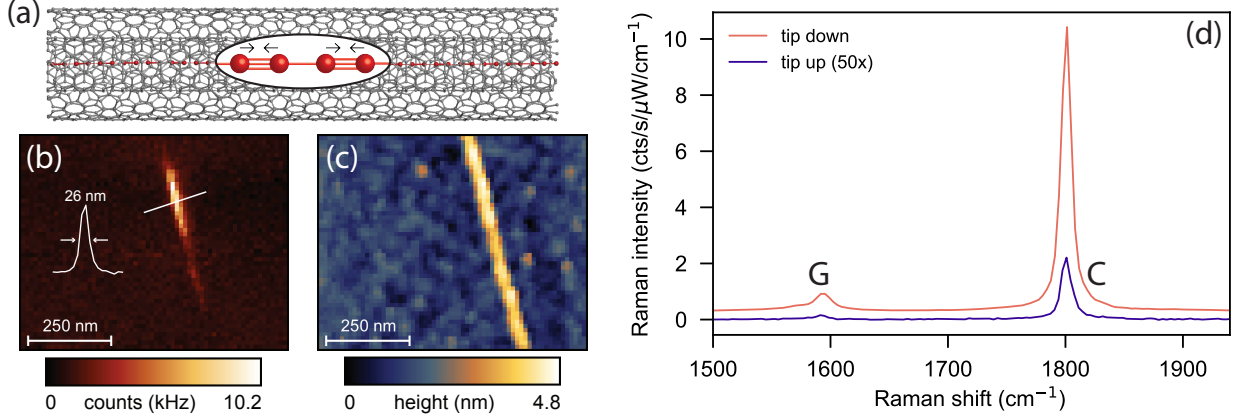 (a)
(b)
26 nm
250 nm
0 counts (kHz) 10.2
(c)
250 nm
0 height (nm) 4.8
(d)
tip down
tip up (50x)
Raman intensity (cts/s/μW/cm⁻¹)
10
8
6
4
2
0
G
C
1500 1600 1700 1800 1900
Raman shift (cm⁻¹)